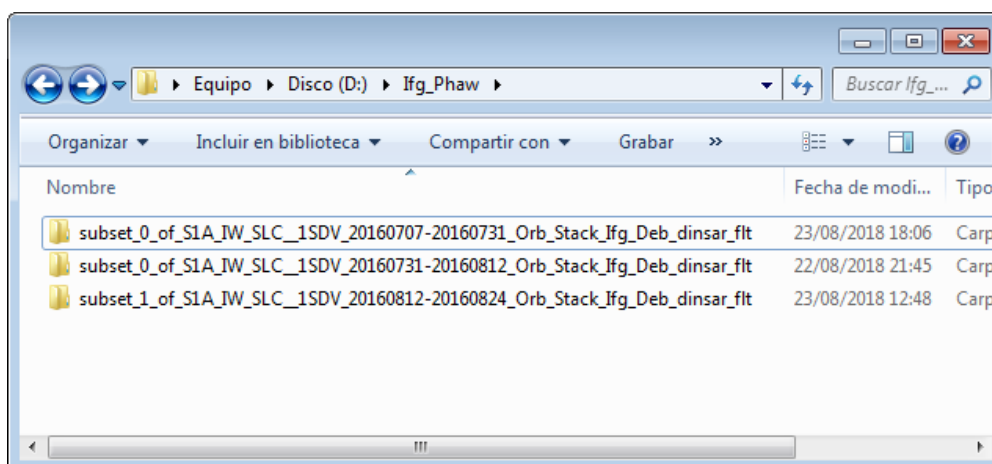 Equipo Disco (D:) Ifg_Phaw Buscar Ifg_...
Organizar Incluir en biblioteca Compartir con Grabar »
Nombre Fecha de modi... Tipo
subset_0_of_S1A_IW_SLC__1SDV_20160707-20160731_Orb_Stack_Ifg_Deb_dinsar_flt 23/08/2018 18:06 Carp
subset_0_of_S1A_IW_SLC__1SDV_20160731-20160812_Orb_Stack_Ifg_Deb_dinsar_flt 22/08/2018 21:45 Carp
subset_1_of_S1A_IW_SLC__1SDV_20160812-20160824_Orb_Stack_Ifg_Deb_dinsar_flt 23/08/2018 12:48 Carp